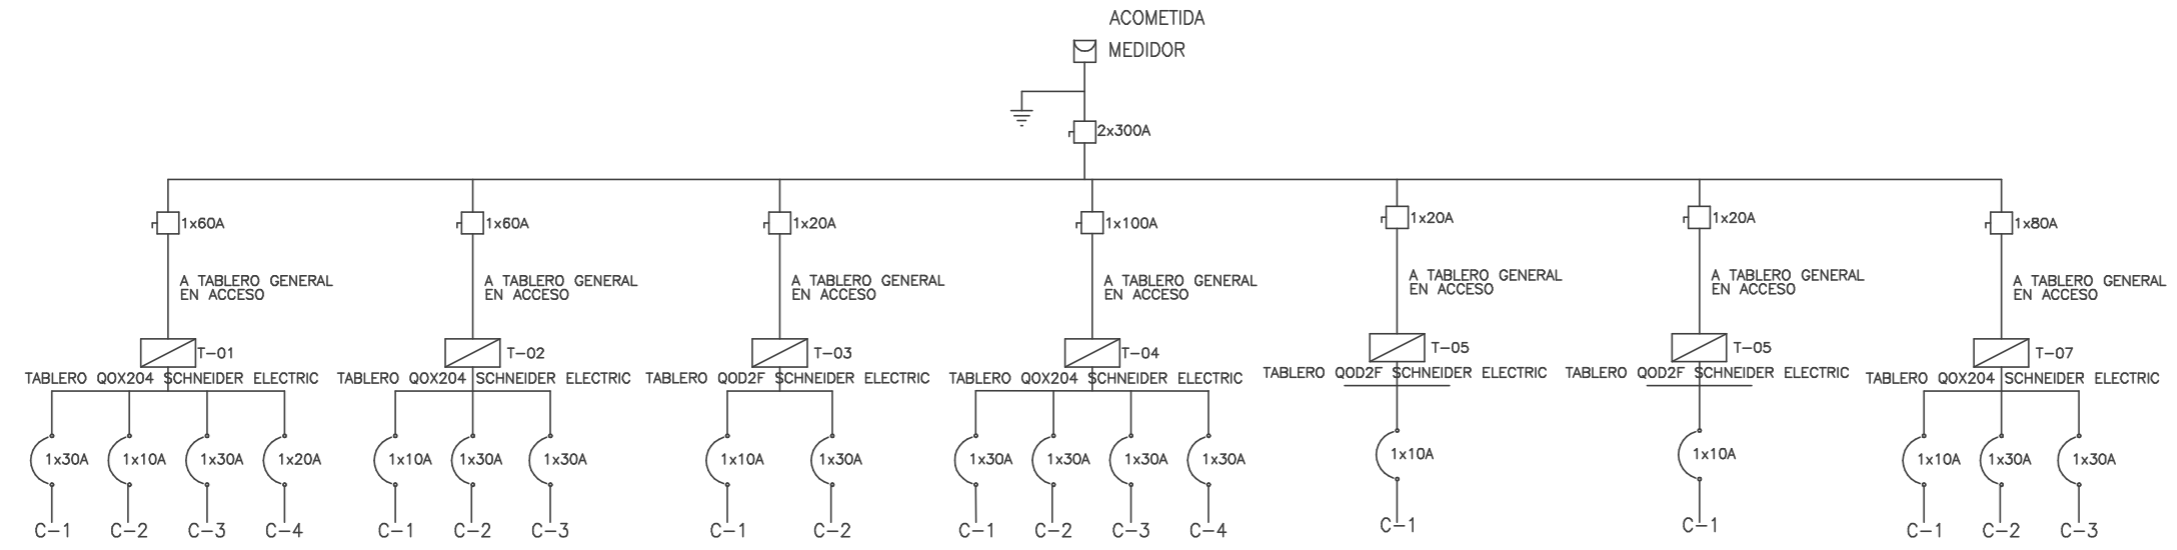 ACOMETIDA
MEDIDOR
2x300A
1x60A
1x60A
1x20A
1x100A
1x20A
1x20A
1x80A
A TABLERO GENERAL
EN ACCESO
A TABLERO GENERAL
EN ACCESO
A TABLERO GENERAL
EN ACCESO
A TABLERO GENERAL
EN ACCESO
A TABLERO GENERAL
EN ACCESO
A TABLERO GENERAL
EN ACCESO
A TABLERO GENERAL
EN ACCESO
T-01
T-02
T-03
T-04
T-05
T-05
T-07
TABLERO QOX204 SCHNEIDER ELECTRIC
TABLERO QOX204 SCHNEIDER ELECTRIC
TABLERO QOD2F SCHNEIDER ELECTRIC
TABLERO QOX204 SCHNEIDER ELECTRIC
TABLERO QOD2F SCHNEIDER ELECTRIC
TABLERO QOD2F SCHNEIDER ELECTRIC
TABLERO QOX204 SCHNEIDER ELECTRIC
1x30A
1x10A
1x30A
1x20A
1x10A
1x30A
1x30A
1x10A
1x30A
1x30A
1x30A
1x30A
1x30A
1x10A
1x10A
1x10A
1x30A
1x30A
C-1
C-2
C-3
C-4
C-1
C-2
C-3
C-1
C-2
C-1
C-2
C-3
C-4
C-1
C-1
C-1
C-2
C-3